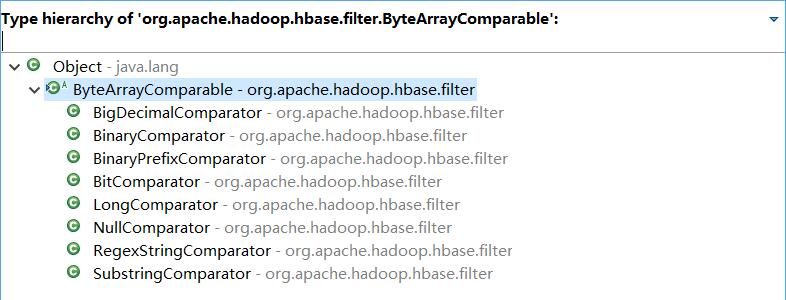 Type hierarchy of 'org.apache.hadoop.hbase.filter.ByteArrayComparable':
Object - java.lang
ByteArrayComparable - org.apache.hadoop.hbase.filter
BigDecimalComparator - org.apache.hadoop.hbase.filter
BinaryComparator - org.apache.hadoop.hbase.filter
BinaryPrefixComparator - org.apache.hadoop.hbase.filter
BitComparator - org.apache.hadoop.hbase.filter
LongComparator - org.apache.hadoop.hbase.filter
NullComparator - org.apache.hadoop.hbase.filter
RegexStringComparator - org.apache.hadoop.hbase.filter
SubstringComparator - org.apache.hadoop.hbase.filter